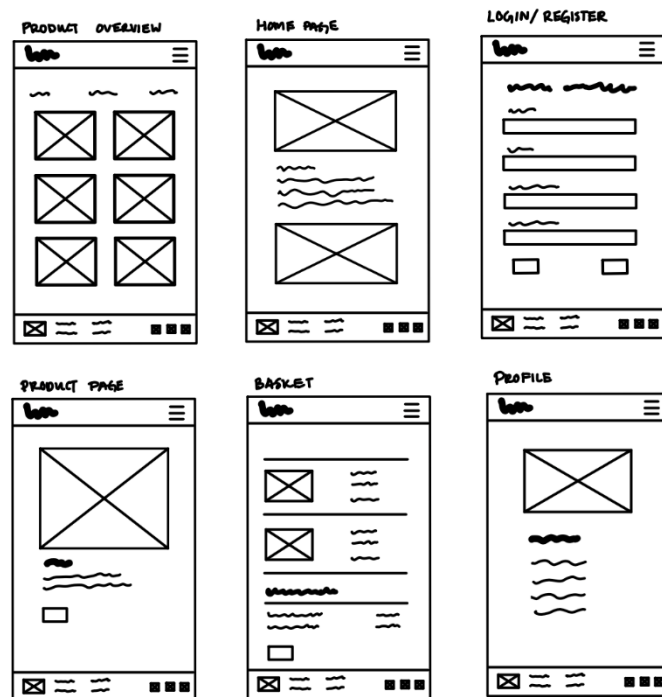 PRODUCT OVERVIEW
HOME PAGE
LOGIN/REGISTER
PRODUCT PAGE
BASKET
PROFILE